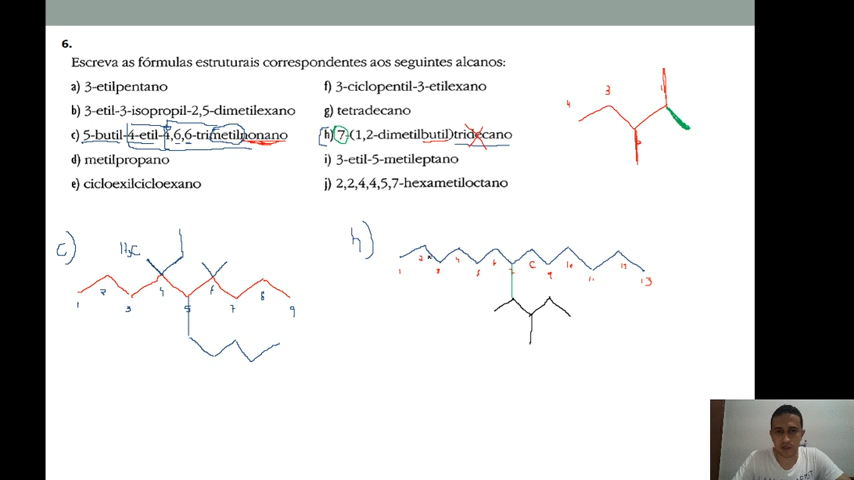 6.
Escreva as fórmulas estruturais correspondentes aos seguintes alcanos:
a) 3-etilpentano
b) 3-etil-3-isopropil-2,5-dimetilexano
c) 5-butil-4-etil-4,6,6-trimetilnonano
d) metilpropano
e) cicloexilcicloexano
f) 3-ciclopentil-3-etilexano
g) tetradecano
h) 7-(1,2-dimetilbutil)tridecano
i) 3-etil-5-metileptano
j) 2,2,4,4,5,7-hexametiloctano
4 3
c) H3C
1 2 3 4 5 6 7 8 9
h)
1 2 3 4 5 6 7 8 9 10 11 12 13